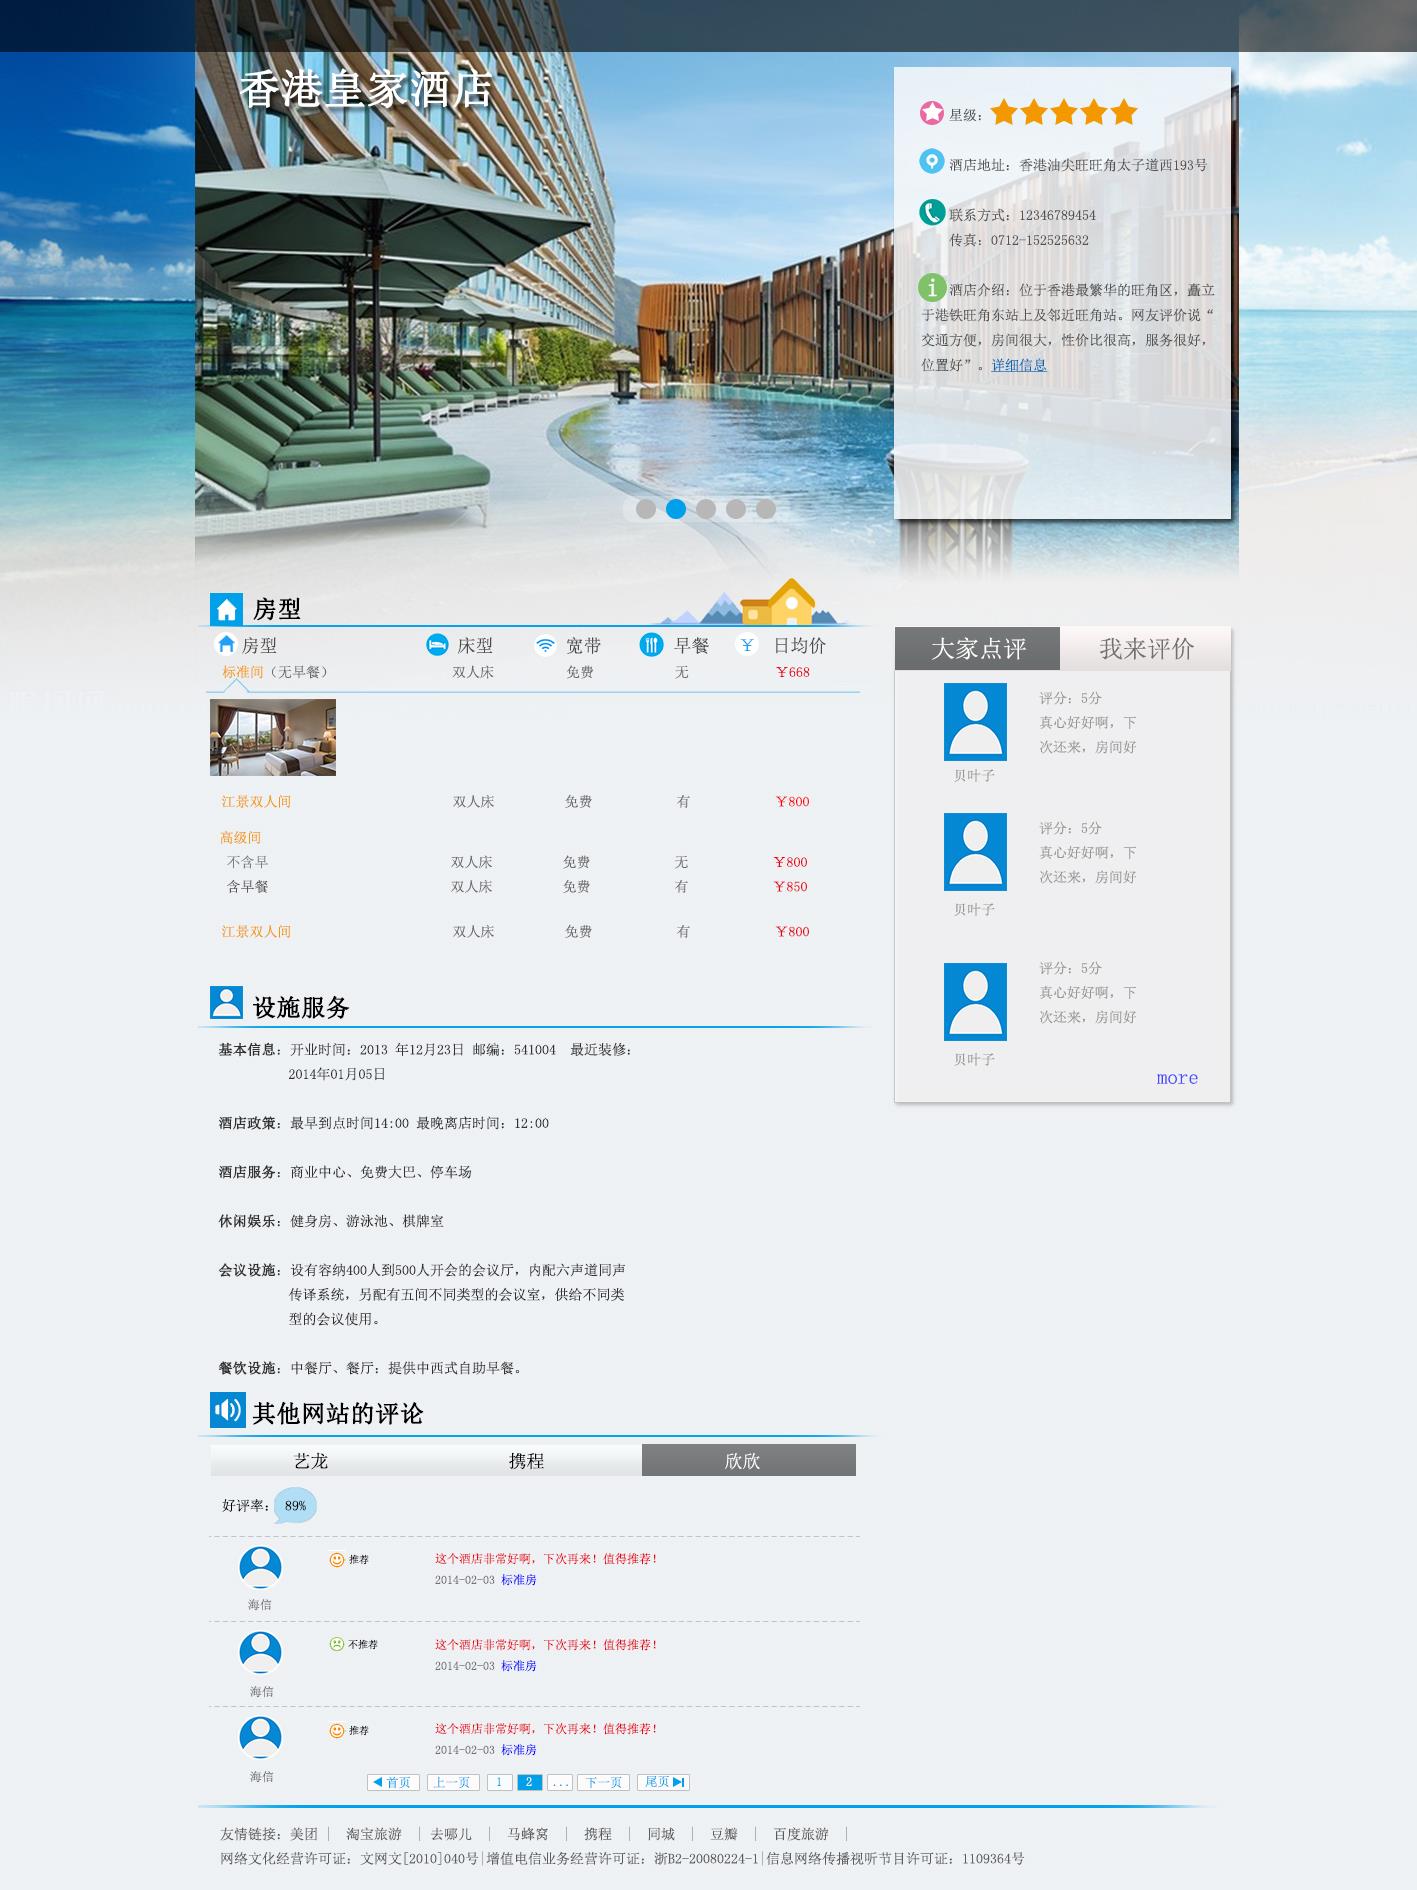 香港皇家酒店
星级：
酒店地址：香港油尖旺旺角太子道西193号
联系方式：12346789454
传真：0712-152525632
酒店介绍：位于香港最繁华的旺角区，矗立
于港铁旺角东站上及邻近旺角站。网友评价说“
交通方便，房间很大，性价比很高，服务很好，
位置好”。详细信息
房型
房型 床型 宽带 早餐 ￥ 日均价
标准间（无早餐） 双人床 免费 无 ￥668
江景双人间 双人床 免费 有 ￥800
高级间
不含早 双人床 免费 无 ￥800
含早餐 双人床 免费 有 ￥850
江景双人间 双人床 免费 有 ￥800
大家点评 我来评价
评分：5分
真心好好啊，下
次还来，房间好
贝叶子
评分：5分
真心好好啊，下
次还来，房间好
贝叶子
评分：5分
真心好好啊，下
次还来，房间好
贝叶子
more
设施服务
基本信息：开业时间：2013 年12月23日 邮编：541004 最近装修：
2014年01月05日
酒店政策：最早到点时间14:00 最晚离店时间：12:00
酒店服务：商业中心、免费大巴、停车场
休闲娱乐：健身房、游泳池、棋牌室
会议设施：设有容纳400人到500人开会的会议厅，内配六声道同声
传译系统，另配有五间不同类型的会议室，供给不同类
型的会议使用。
餐饮设施：中餐厅、餐厅：提供中西式自助早餐。
其他网站的评论
艺龙 携程 欣欣
好评率：89%
推荐 这个酒店非常好啊，下次再来！值得推荐！
2014-02-03 标准房
海信
不推荐 这个酒店非常好啊，下次再来！值得推荐！
2014-02-03 标准房
海信
推荐 这个酒店非常好啊，下次再来！值得推荐！
2014-02-03 标准房
海信
首页 上一页 1 2 ... 下一页 尾页
友情链接：美团 | 淘宝旅游 | 去哪儿 | 马蜂窝 | 携程 | 同城 | 豆瓣 | 百度旅游 |
网络文化经营许可证：文网文[2010]040号|增值电信业务经营许可证：浙B2-20080224-1|信息网络传播视听节目许可证：1109364号